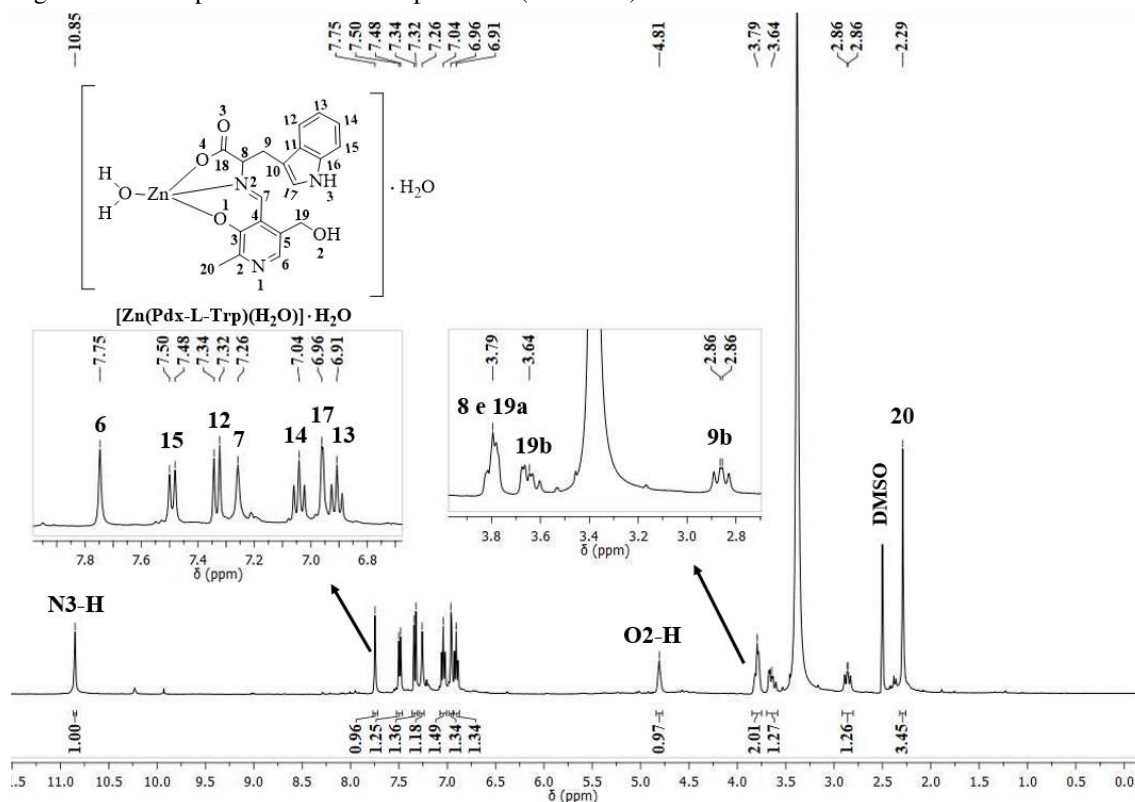 10.85 7.75 7.50 7.48 7.34 7.32 7.26 7.04 6.96 6.91 4.81 3.79 3.64 2.86 2.86 2.29
O
3
12 13
14
4 O 18 8 9 11 15
10 16
H
O Zn N2 17 NH
H 3
· H₂O
O 1 7
19
4
3 5 OH
2
20 2 N 6
1
[Zn(Pdx-L-Trp)(H₂O)]·H₂O
7.75 7.50 7.48 7.34 7.32 7.26 7.04 6.96 6.91
6 15 12 7 14 17 13
7.8 7.6 7.4 7.2 7.0 6.8
δ (ppm)
3.79 3.64 2.86 2.86
8 e 19a 19b 9b
3.8 3.6 3.4 3.2 3.0 2.8
δ (ppm)
20
DMSO
N3-H
O2-H
1.00 0.96 1.25 1.36 1.18 1.49 1.34 1.34 0.97 2.01 1.27 1.26 3.45
1.5 11.0 10.5 10.0 9.5 9.0 8.5 8.0 7.5 7.0 6.5 6.0 5.5 5.0 4.5 4.0 3.5 3.0 2.5 2.0 1.5 1.0 0.5 0.0
δ (ppm)